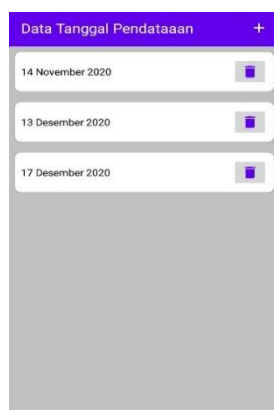 Data Tanggal Pendataaan +
14 November 2020
13 Desember 2020
17 Desember 2020